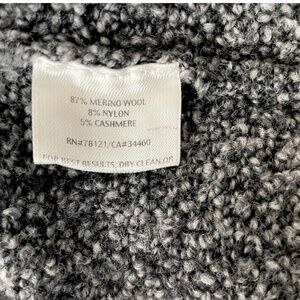 87% MERINO WOOL
8% NYLON
5% CASHMERE
RN#78121/CA#34460
FOR BEST RESULTS, DRY CLEAN OR